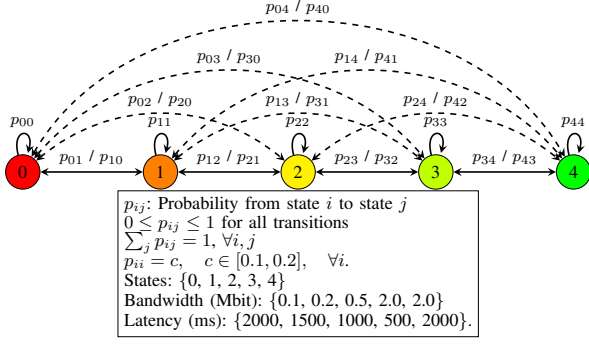 p₀₄ / p₄₀
p₀₃ / p₃₀ p₁₄ / p₄₁
p₀₂ / p₂₀ p₁₃ / p₃₁ p₂₄ / p₄₂
p₀₀ p₁₁ p₂₂ p₃₃ p₄₄
p₀₁ / p₁₀ p₁₂ / p₂₁ p₂₃ / p₃₂ p₃₄ / p₄₃
0 1 2 3 4
pᵢⱼ: Probability from state i to state j
0 ≤ pᵢⱼ ≤ 1 for all transitions
∑ⱼ pᵢⱼ = 1, ∀i, j
pᵢᵢ = c, c ∈ [0.1, 0.2], ∀i.
States: {0, 1, 2, 3, 4}
Bandwidth (Mbit): {0.1, 0.2, 0.5, 2.0, 2.0}
Latency (ms): {2000, 1500, 1000, 500, 2000}.